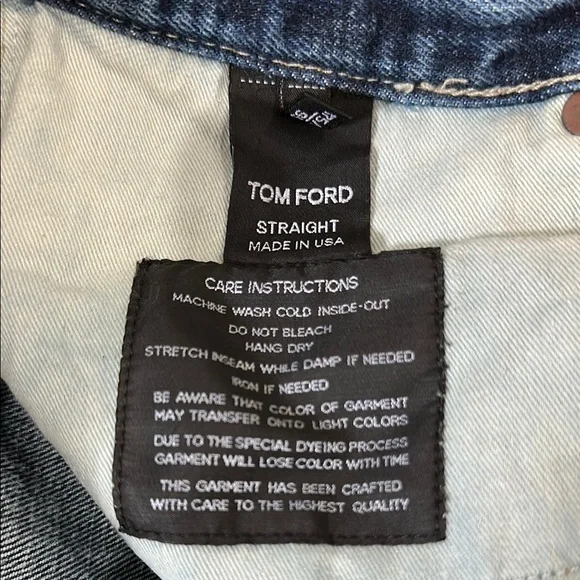 TOM FORD
STRAIGHT
MADE IN USA
CARE INSTRUCTIONS
MACHINE WASH COLD INSIDE-OUT
DO NOT BLEACH
HANG DRY
STRETCH INSEAM WHILE DAMP IF NEEDED
IRON IF NEEDED
BE AWARE THAT COLOR OF GARMENT
MAY TRANSFER ONTO LIGHT COLORS
DUE TO THE SPECIAL DYEING PROCESS
GARMENT WILL LOSE COLOR WITH TIME
THIS GARMENT HAS BEEN CRAFTED
WITH CARE TO THE HIGHEST QUALITY